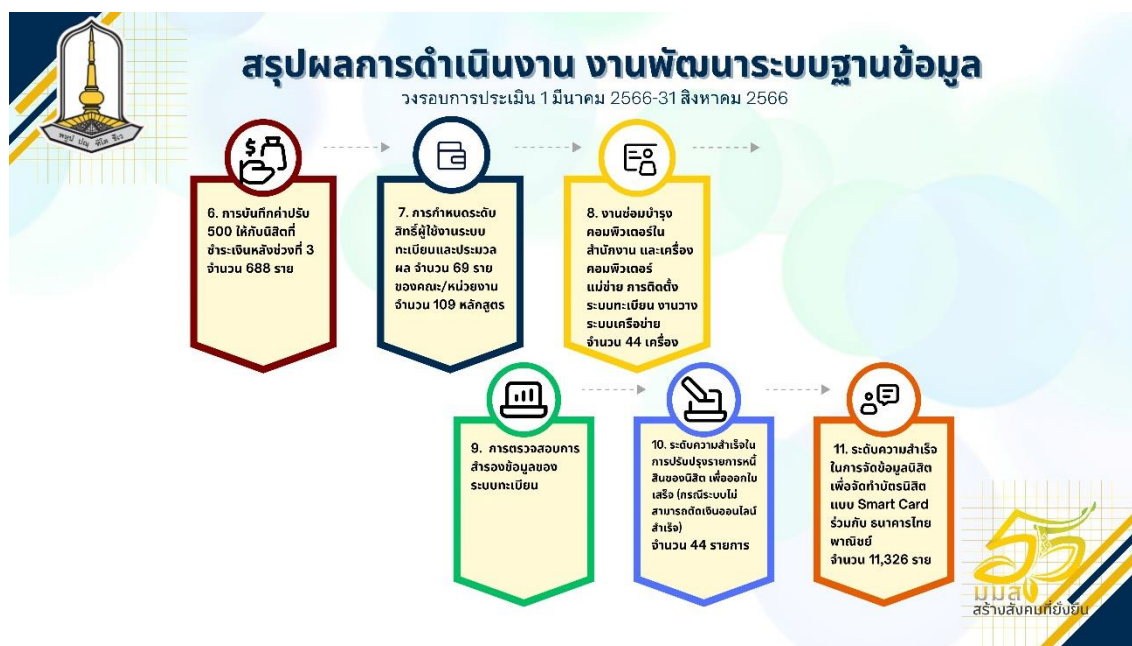 สรุปผลการดำเนินงาน งานพัฒนาระบบฐานข้อมูล
วงรอบการประเมิน 1 มีนาคม 2566-31 สิงหาคม 2566
พหูนํ ปณฺฑิโต ชีเว
6. การบันทึกค่าปรับ
500 ให้กับนิสิตที่
ชำระเงินหลังช่วงที่ 3
จำนวน 688 ราย
7. การกำหนดระดับ
สิทธิ์ผู้ใช้งานระบบ
ทะเบียนและประมวล
ผล จำนวน 69 ราย
ของคณะ/หน่วยงาน
จำนวน 109 หลักสูตร
8. งานซ่อมบำรุง
คอมพิวเตอร์ใน
สำนักงาน และเครื่อง
คอมพิวเตอร์
แม่ข่าย การติดตั้ง
ระบบทะเบียน งานวาง
ระบบเครือข่าย
จำนวน 44 เครื่อง
9. การตรวจสอบการ
สำรองข้อมูลของ
ระบบทะเบียน
10. ระดับความสำเร็จใน
การปรับปรุงรายการหนี้
สินของนิสิต เพื่อออกใบ
เสร็จ (กรณีระบบไม่
สามารถตัดเงินออนไลน์
สำเร็จ)
จำนวน 44 รายการ
11. ระดับความสำเร็จ
ในการจัดข้อมูลนิสิต
เพื่อจัดทำบัตรนิสิต
แบบ Smart Card
ร่วมกับ ธนาคารไทย
พาณิชย์
จำนวน 11,326 ราย
๕๕
มมส
สร้างสังคมที่ยั่งยืน